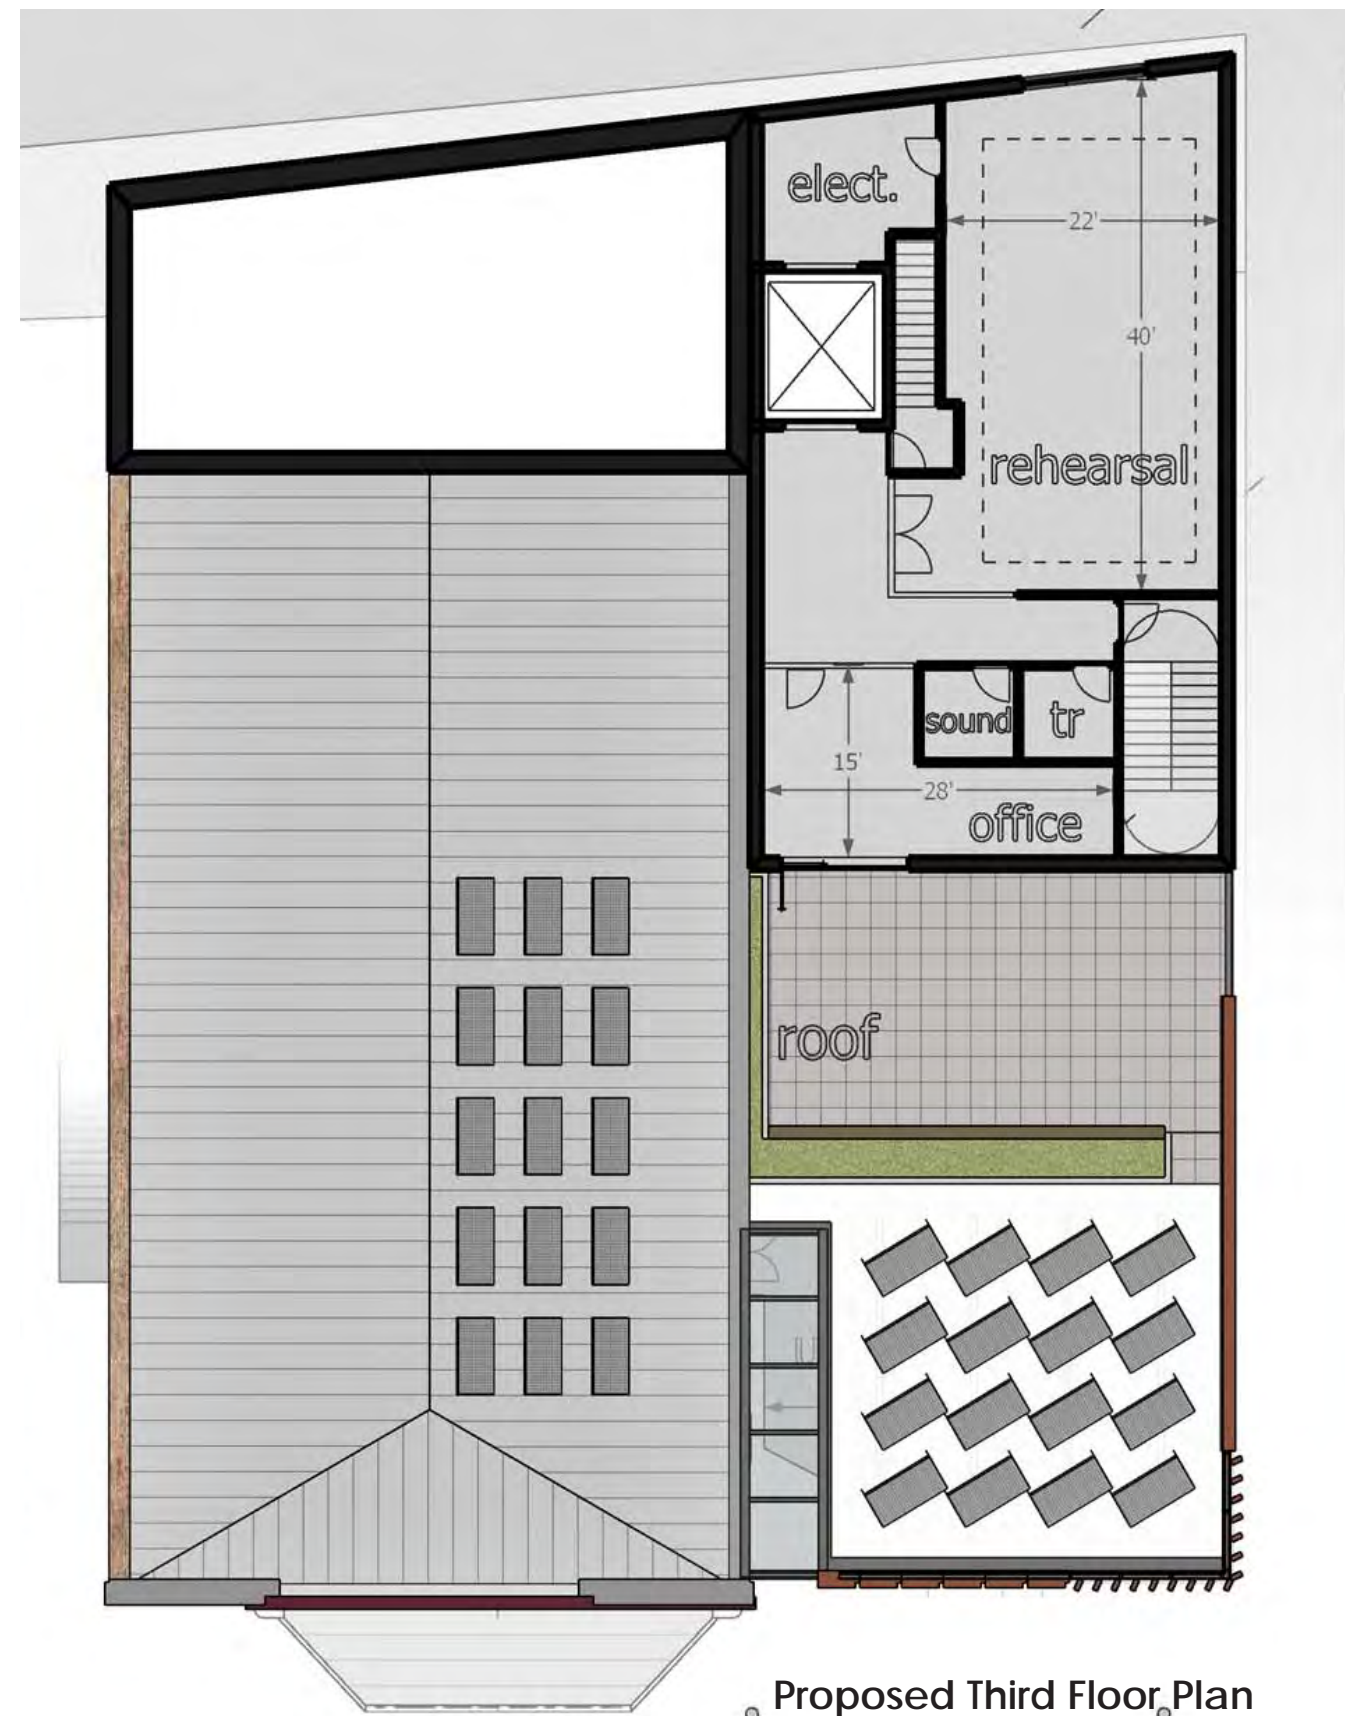 elect.
22'
40'
rehearsal
sound
tr
15'
28'
office
roof
Proposed Third Floor Plan